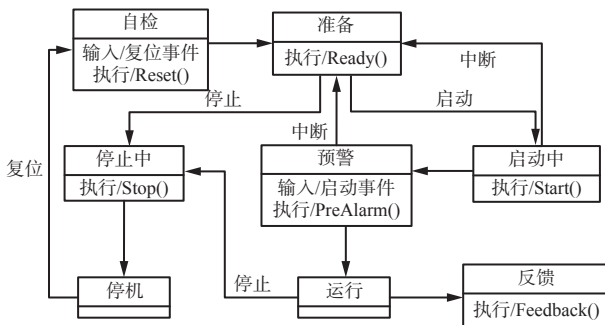 自检
输入/复位事件
执行/Reset()
准备
执行/Ready()
中断
停止
启动
中断
复位
停止中
执行/Stop()
预警
输入/启动事件
执行/PreAlarm()
启动中
执行/Start()
停机
停止
运行
反馈
执行/Feedback()